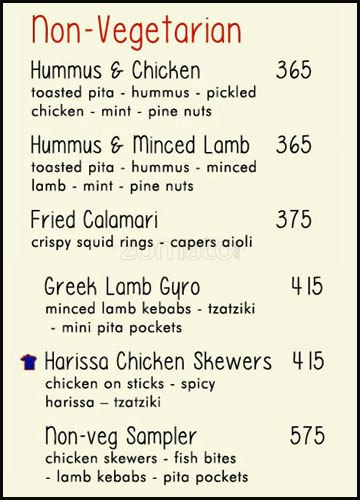 Non-Vegetarian
Hummus & Chicken 365
toasted pita - hummus - pickled
chicken - mint - pine nuts
Hummus & Minced Lamb 365
toasted pita - hummus - minced
lamb - mint - pine nuts
Fried Calamari 375
crispy squid rings - capers aioli
zomato
Greek Lamb Gyro 415
minced lamb kebabs - tzatziki
- mini pita pockets
Harissa Chicken Skewers 415
chicken on sticks - spicy
harissa – tzatziki
Non-veg Sampler 575
chicken skewers - fish bites
- lamb kebabs - pita pockets